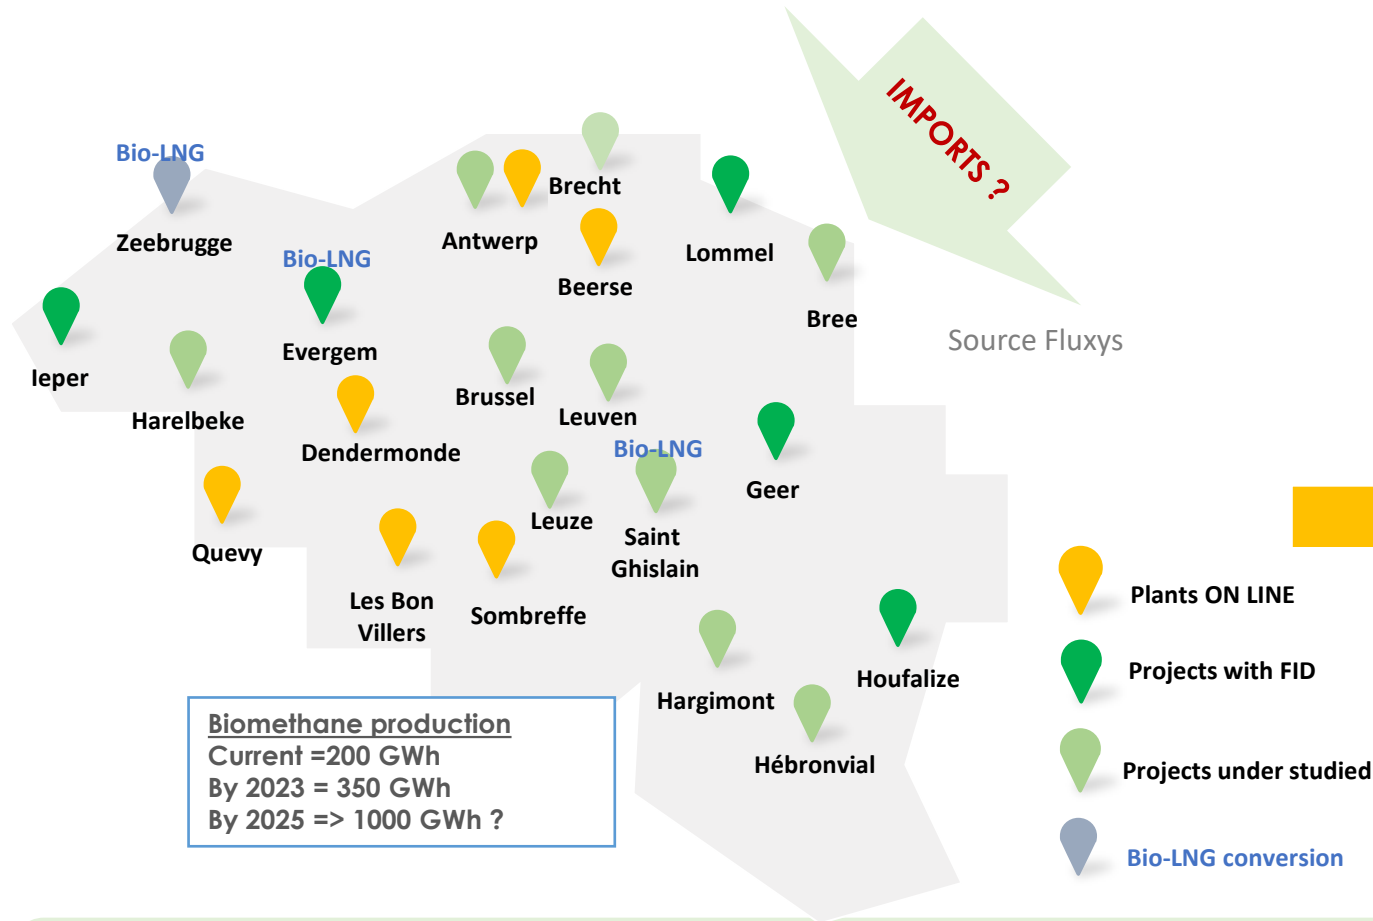 IMPORTS ?
Bio-LNG
Zeebrugge
Antwerp
Brecht
Lommel
Bio-LNG
Evergem
Beerse
Bree
Source Fluxys
Ieper
Harelbeke
Brussel
Leuven
Dendermonde
Bio-LNG
Geer
Quevy
Leuze
Saint
Ghislain
Les Bon
Villers
Sombreffe
Hargimont
Houfalize
Hébronvial
Plants ON LINE
Projects with FID
Projects under studied
Bio-LNG conversion
Biomethane production
Current =200 GWh
By 2023 = 350 GWh
By 2025 => 1000 GWh ?